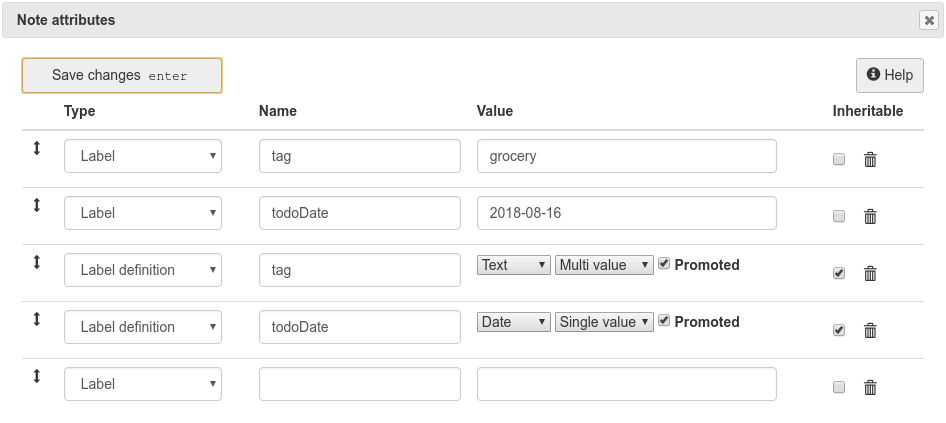 Note attributes
Save changes enter
Help
Type Name Value Inheritable
Label tag grocery
Label todoDate 2018-08-16
Label definition tag Text Multi value Promoted
Label definition todoDate Date Single value Promoted
Label